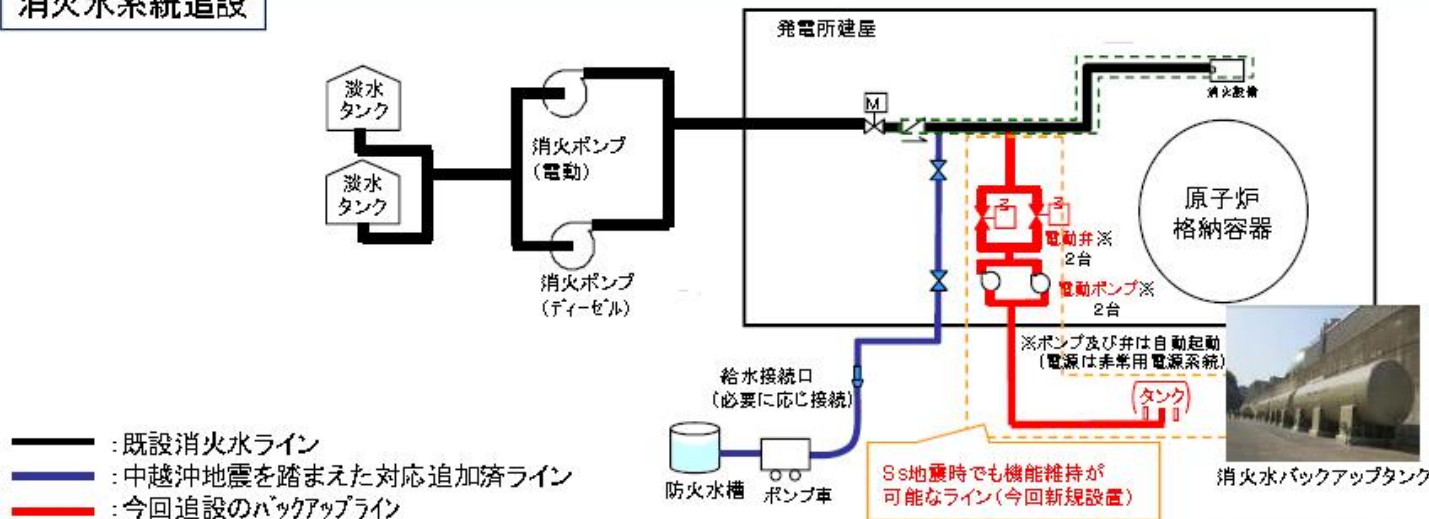 消火水系統追設
発電所建屋
淡水
タンク
淡水
タンク
消火ポンプ
(電動)
消火ポンプ
(ディーゼル)
M
消火設備
原子炉
格納容器
電動弁※
2台
電動ポンプ※
2台
※ポンプ及び弁は自動起動
(電源は非常用電源系統)
給水接続口
(必要に応じ接続)
タンク
防火水槽
ポンプ車
Ss地震時でも機能維持が
可能なライン(今回新規設置)
消火水バックアップタンク
:既設消火水ライン
:中越沖地震を踏まえた対応追加済ライン
:今回追設のバックアップライン